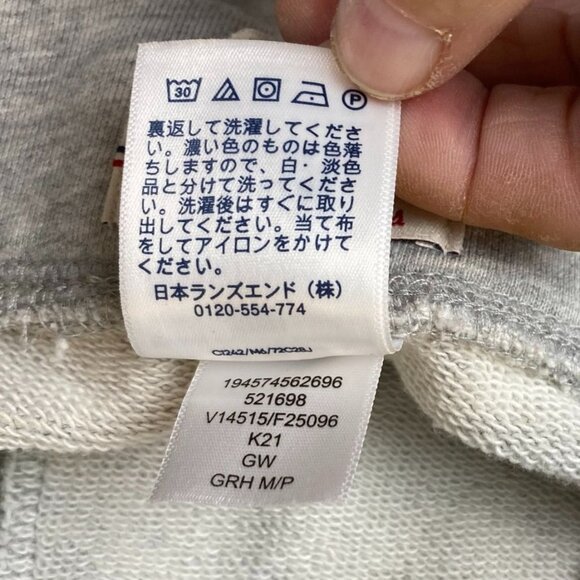 30 P
裏返して洗濯してくださ
い。濃い色のものは色落
ちしますので、白・淡色
品と分けて洗ってくださ
い。洗濯後はすぐに取り
出してください。当て布
をしてアイロンをかけて
ください。
日本ランズエンド（株）
0120-554-774
194574562696
521698
V14515/F25096
K21
GW
GRH M/P